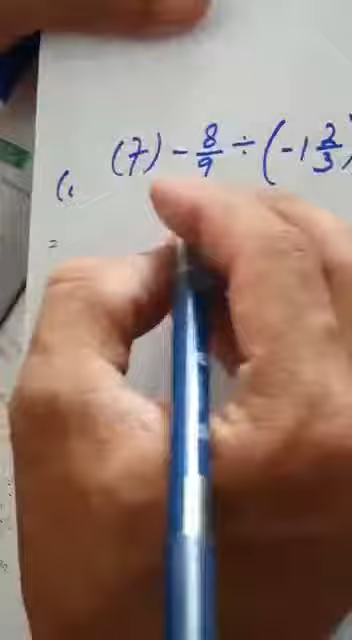 (7) - 8/9 ÷ (-1 2/3)
=